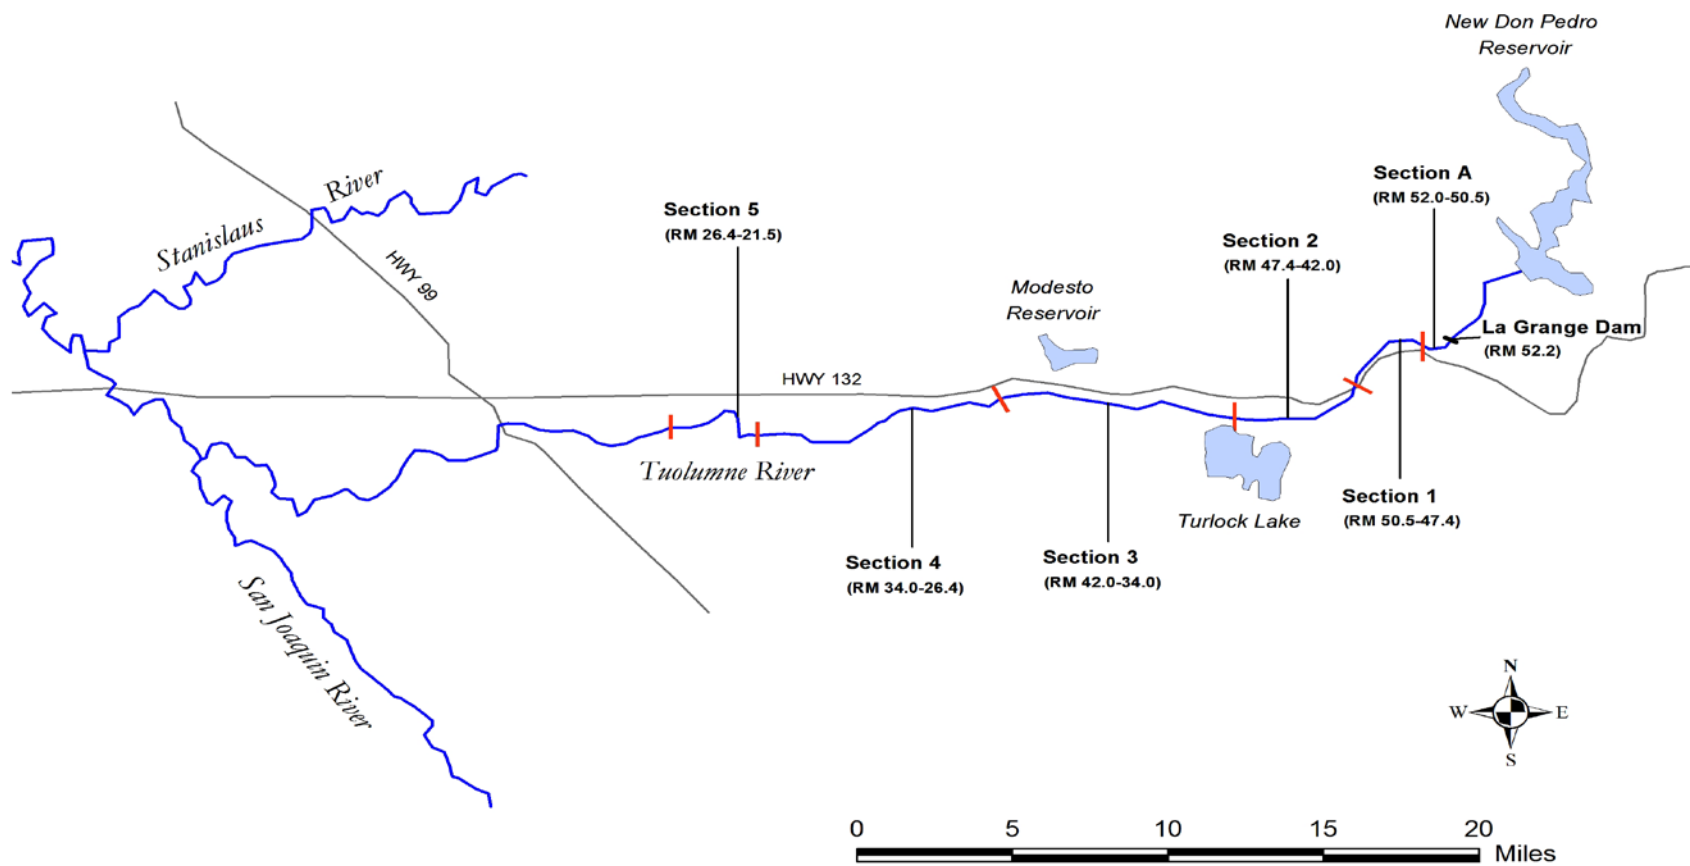 New Don Pedro
Reservoir
Section A
(RM 52.0-50.5)
River
Stanislaus
Section 5
(RM 26.4-21.5)
Section 2
(RM 47.4-42.0)
HWY 99
Modesto
Reservoir
La Grange Dam
(RM 52.2)
HWY 132
Tuolumne River
Section 1
(RM 50.5-47.4)
Turlock Lake
Section 4
(RM 34.0-26.4)
Section 3
(RM 42.0-34.0)
San Joaquin River
N
W
E
S
0
5
10
15
20
Miles